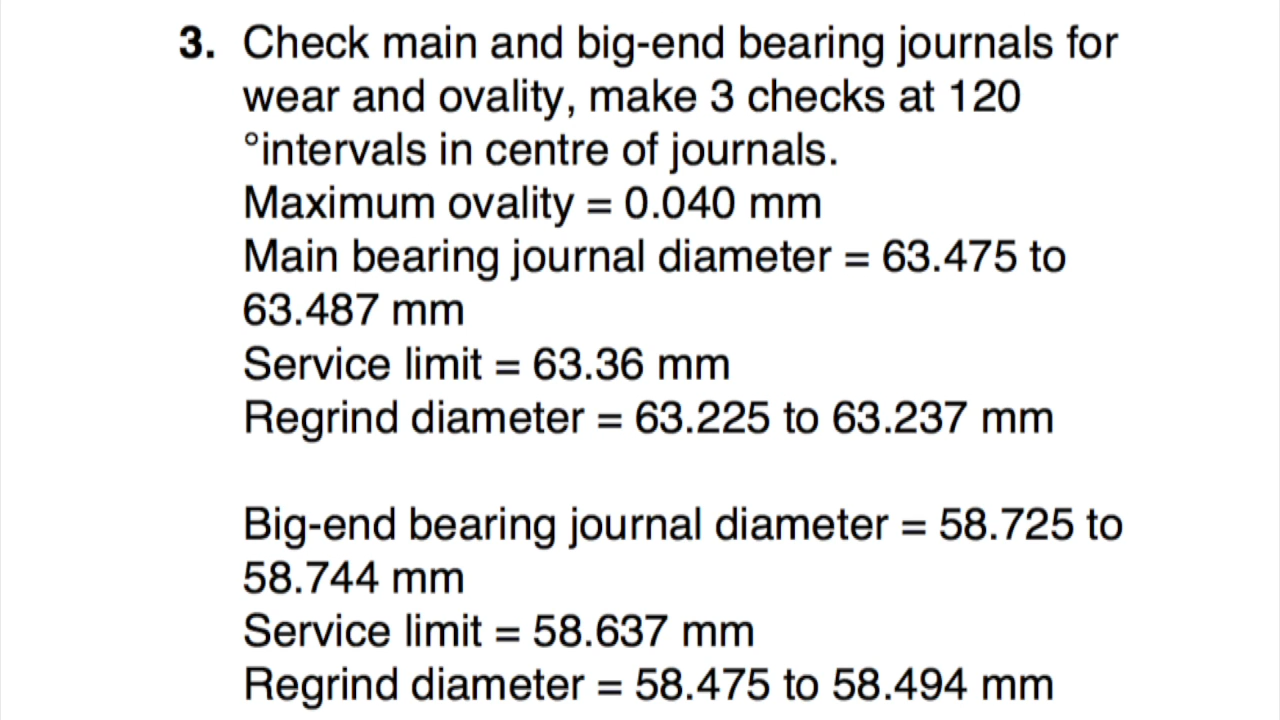 3. Check main and big-end bearing journals for
wear and ovality, make 3 checks at 120
°intervals in centre of journals.
Maximum ovality = 0.040 mm
Main bearing journal diameter = 63.475 to
63.487 mm
Service limit = 63.36 mm
Regrind diameter = 63.225 to 63.237 mm
Big-end bearing journal diameter = 58.725 to
58.744 mm
Service limit = 58.637 mm
Regrind diameter = 58.475 to 58.494 mm